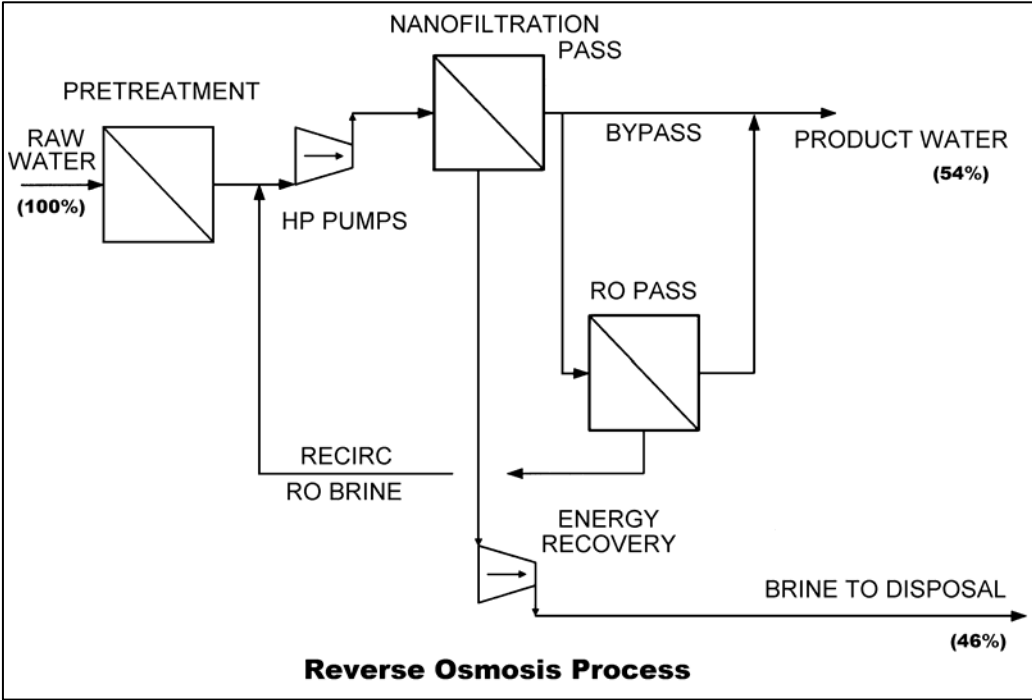 NANOFILTRATION
PASS
PRETREATMENT
RAW
WATER
(100%)
HP PUMPS
BYPASS
PRODUCT WATER
(54%)
RO PASS
RECIRC
RO BRINE
ENERGY
RECOVERY
BRINE TO DISPOSAL
(46%)
Reverse Osmosis Process